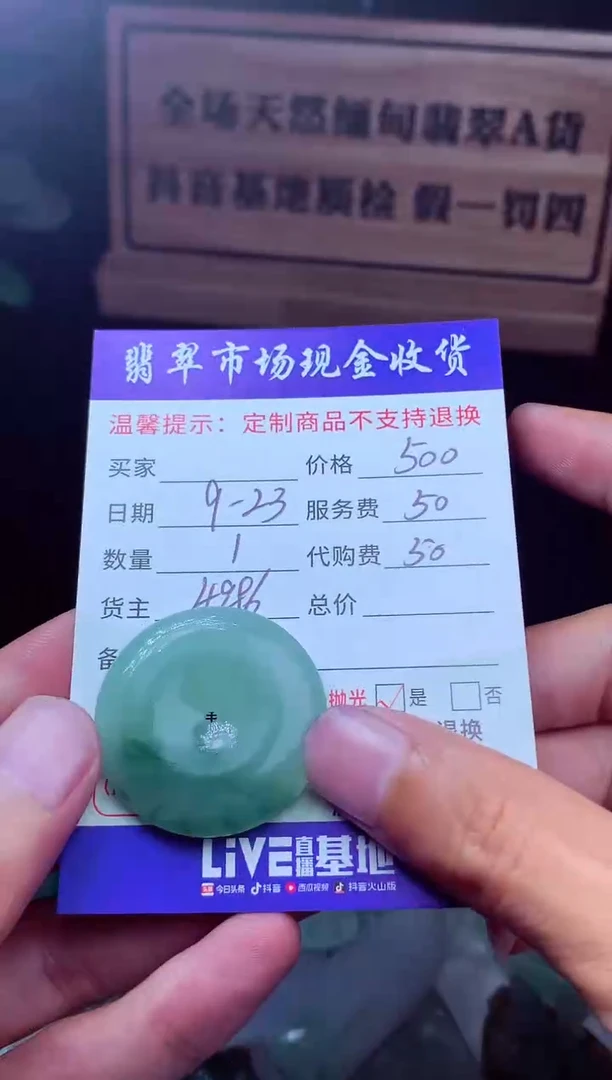 全场天然缅甸翡翠A货
抖音基地质检 假一罚四
翡翠市场现金收货
温馨提示：定制商品不支持退换
买家 价格 500
日期 9-23 服务费 50
数量 1 代购费 50
货主 4986 总价
备
抛光 是 否
退换
LiVE直播基地
今日头条 抖音 西瓜视频 抖音火山版